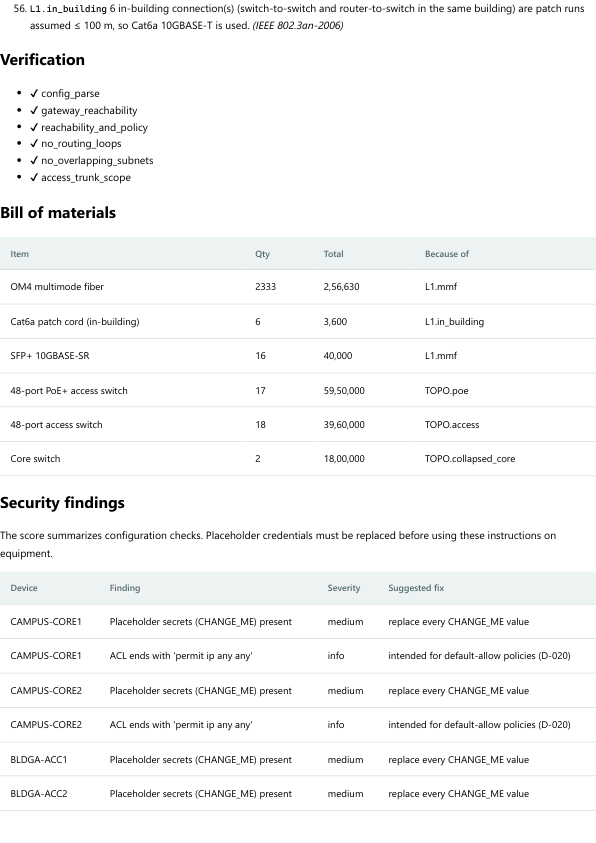 56. L1.in_building 6 in-building connection(s) (switch-to-switch and router-to-switch in the same building) are patch runs
assumed ≤ 100 m, so Cat6a 10GBASE-T is used. (IEEE 802.3an-2006)
Verification
• ✓ config_parse
• ✓ gateway_reachability
• ✓ reachability_and_policy
• ✓ no_routing_loops
• ✓ no_overlapping_subnets
• ✓ access_trunk_scope
Bill of materials
Item Qty Total Because of
OM4 multimode fiber 2333 2,56,630 L1.mmf
Cat6a patch cord (in-building) 6 3,600 L1.in_building
SFP+ 10GBASE-SR 16 40,000 L1.mmf
48-port PoE+ access switch 17 59,50,000 TOPO.poe
48-port access switch 18 39,60,000 TOPO.access
Core switch 2 18,00,000 TOPO.collapsed_core
Security findings
The score summarizes configuration checks. Placeholder credentials must be replaced before using these instructions on
equipment.
Device Finding Severity Suggested fix
CAMPUS-CORE1 Placeholder secrets (CHANGE_ME) present medium replace every CHANGE_ME value
CAMPUS-CORE1 ACL ends with 'permit ip any any' info intended for default-allow policies (D-020)
CAMPUS-CORE2 Placeholder secrets (CHANGE_ME) present medium replace every CHANGE_ME value
CAMPUS-CORE2 ACL ends with 'permit ip any any' info intended for default-allow policies (D-020)
BLDGA-ACC1 Placeholder secrets (CHANGE_ME) present medium replace every CHANGE_ME value
BLDGA-ACC2 Placeholder secrets (CHANGE_ME) present medium replace every CHANGE_ME value